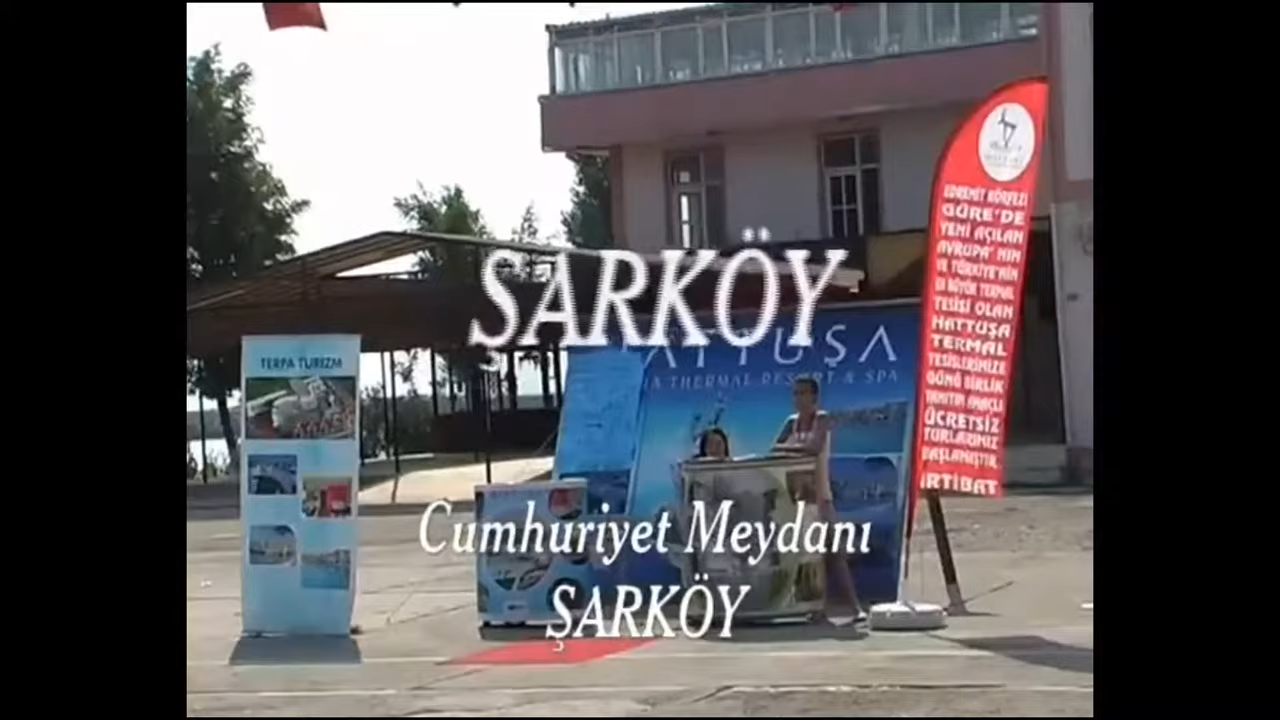 ŞARKÖY
Cumhuriyet Meydanı
ŞARKÖY
TERPA TURİZM
ATTUŞA
THERMAL RESORT & SPA
EDREMİT KÖRFEZİ
GÜRE'DE
YENİ AÇILAN
AVRUPA'NIN
VE TÜRKİYE'NİN
EN BÜYÜK TERMAL
TESİSİ OLAN
HATTUŞA
TERMAL
TESİSLERİMİZE
GÜNÜ BİRLİK
TANITIM AMAÇLI
ÜCRETSİZ
TURLARIMIZ
BAŞLAMIŞTIR
İRTİBAT